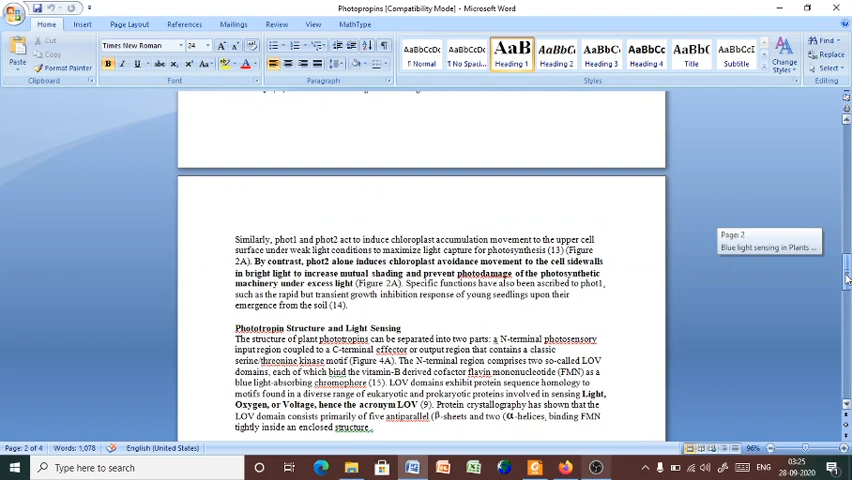 Photopropins [Compatibility Mode] - Microsoft Word
Home Insert Page Layout References Mailings Review View MathType
Paste
Cut
Copy
Format Painter
Clipboard
Times New Roman 24
Font
Paragraph
AaBbCcDc AaBbCcDc AaB AaBbCc AaBbCc AaBbCc AaBl AaBbCcI
¶ Normal ¶ No Spaci... Heading 1 Heading 2 Heading 3 Heading 4 Title Subtitle
Styles
Change Styles
Find
Replace
Select
Editing
Page: 2
Blue light sensing in Plants ...
Similarly, phot1 and phot2 act to induce chloroplast accumulation movement to the upper cell
surface under weak light conditions to maximize light capture for photosynthesis (13) (Figure
2A). By contrast, phot2 alone induces chloroplast avoidance movement to the cell sidewalls
in bright light to increase mutual shading and prevent photodamage of the photosynthetic
machinery under excess light (Figure 2A). Specific functions have also been ascribed to phot1,
such as the rapid but transient growth inhibition response of young seedlings upon their
emergence from the soil (14).
Phototropin Structure and Light Sensing
The structure of plant phototropins can be separated into two parts: a N-terminal photosensory
input region coupled to a C-terminal effector or output region that contains a classic
serine/threonine kinase motif (Figure 4A). The N-terminal region comprises two so-called LOV
domains, each of which bind the vitamin-B derived cofactor flavin mononucleotide (FMN) as a
blue light-absorbing chromophore (15). LOV domains exhibit protein sequence homology to
motifs found in a diverse range of eukaryotic and prokaryotic proteins involved in sensing Light,
Oxygen, or Voltage, hence the acronym LOV (9). Protein crystallography has shown that the
LOV domain consists primarily of five antiparallel (β-sheets and two (α-helices, binding FMN
tightly inside an enclosed structure..
Page: 2 of 4 Words: 1,078 English (United States) 96%
Type here to search
ENG
03:25
28-09-2020